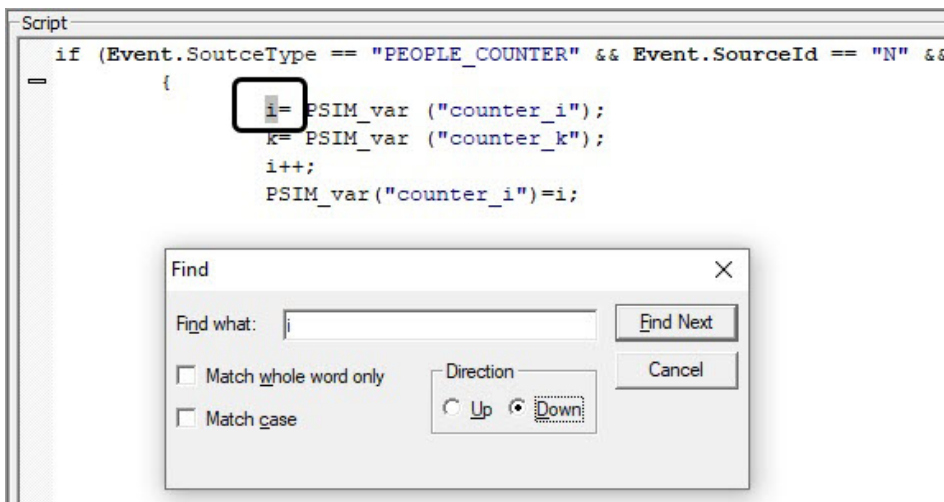 Script
if (Event.SoutceType == "PEOPLE_COUNTER" && Event.SourceId == "N" &&
{
i= PSIM_var ("counter_i");
k= PSIM_var ("counter_k");
i++;
PSIM_var("counter_i")=i;
Find
Find what: i
Find Next
Match whole word only
Direction
Cancel
Match case
Up Down